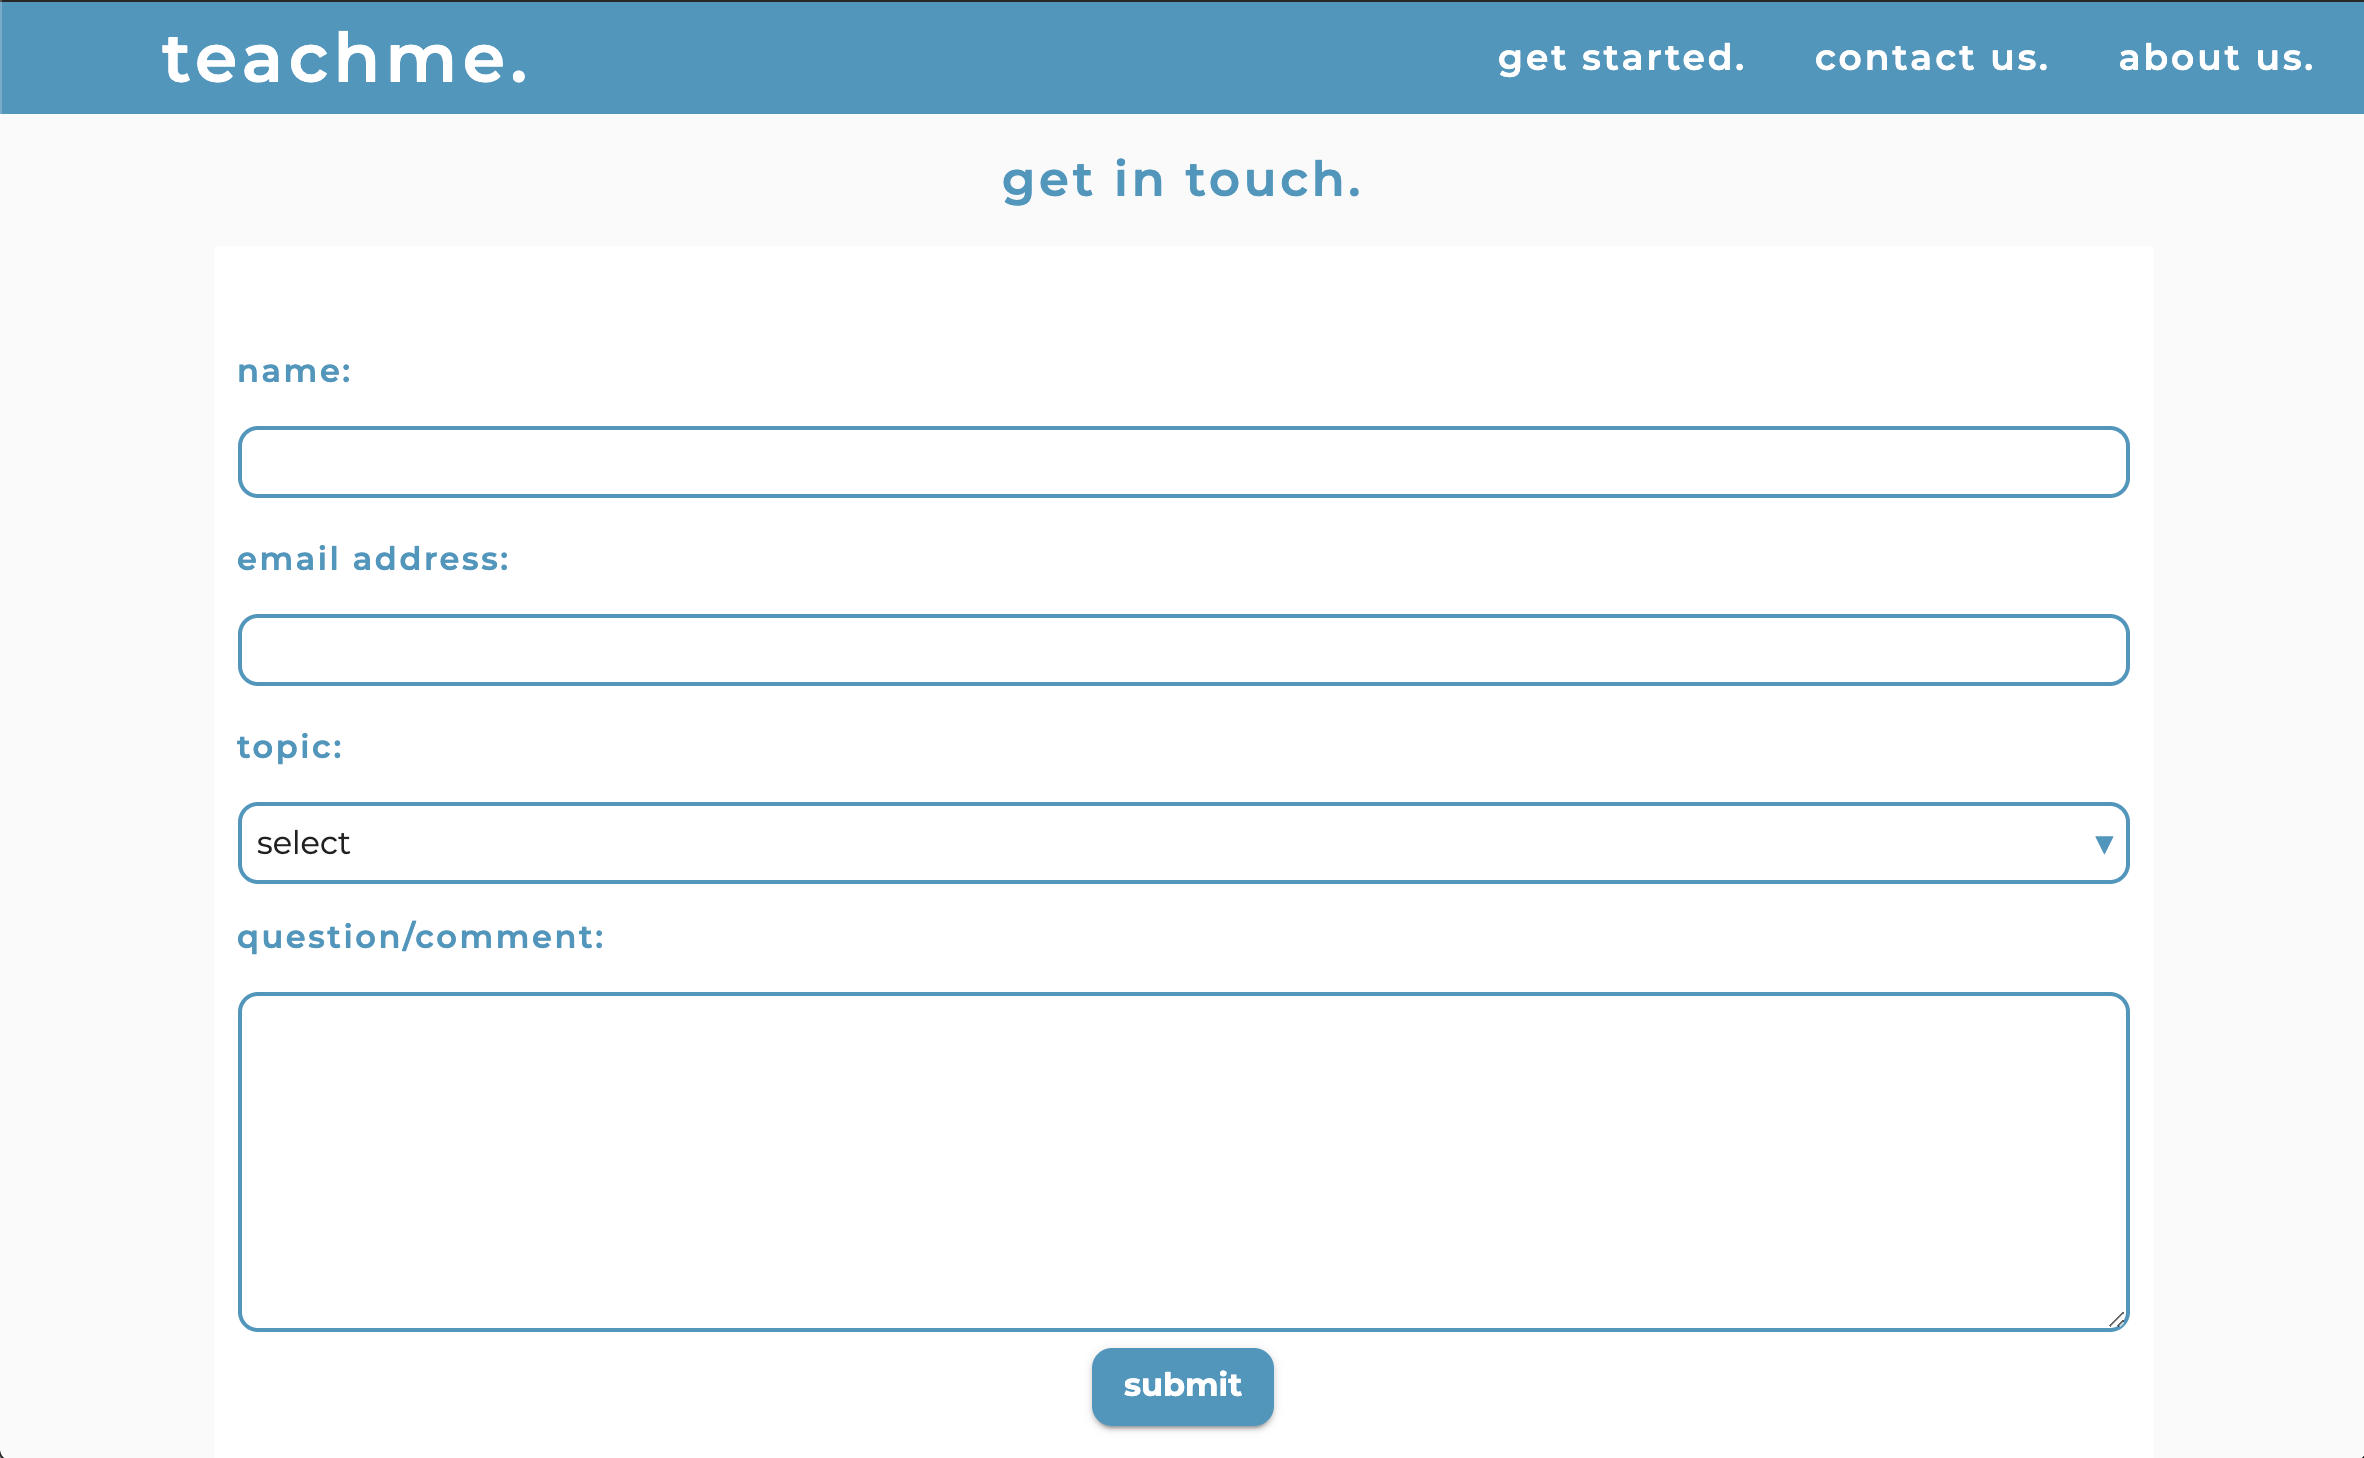 teachme.
get started. contact us. about us.
get in touch.
name:
email address:
topic:
select
question/comment:
submit